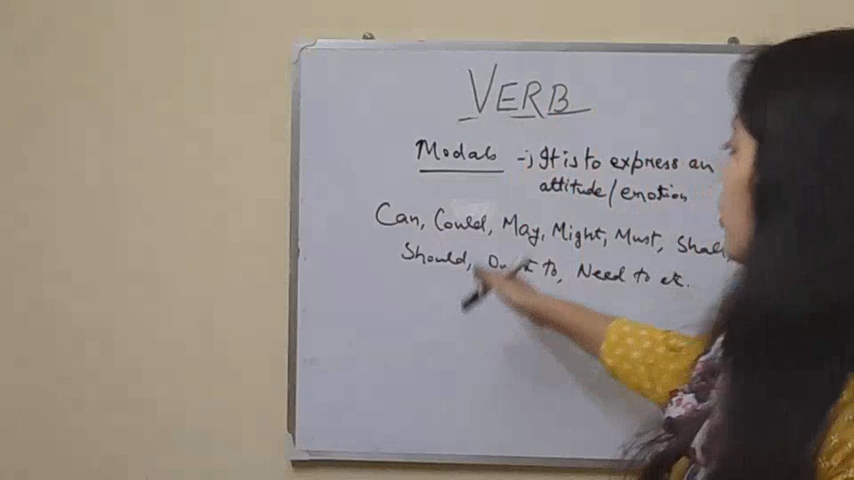 VERB
Modals - It is to express an
attitude/emotion
Can, Could, May, Might, Must, Shall,
Should, to, Need to etc.